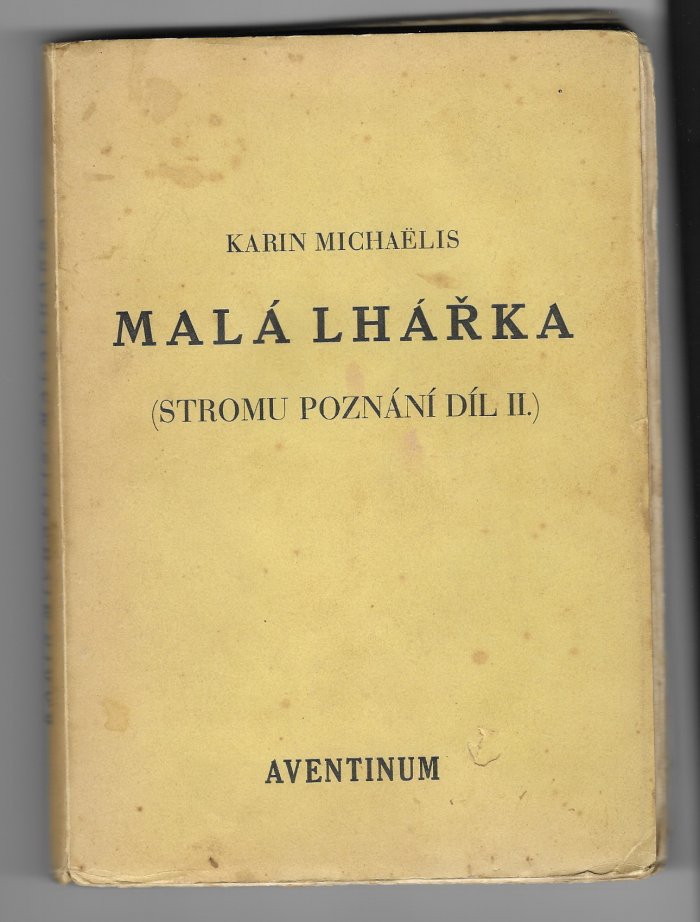 KARIN MICHAËLIS
MALÁ LHÁŘKA
(STROMU POZNÁNÍ DÍL II.)
AVENTINUM